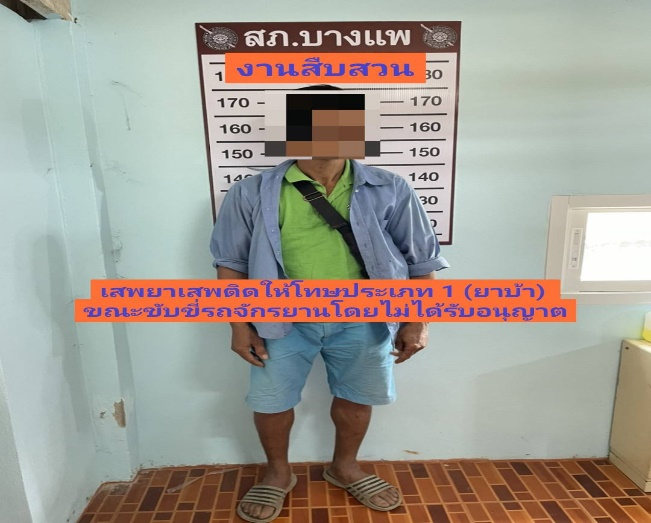 สภ.บางแพ
งานสืบสวน
170 170
160 160
150 150
140 140
เสพยาเสพติดให้โทษประเภท 1 (ยาบ้า)
ขณะขับขี่รถจักรยานโดยไม่ได้รับอนุญาต